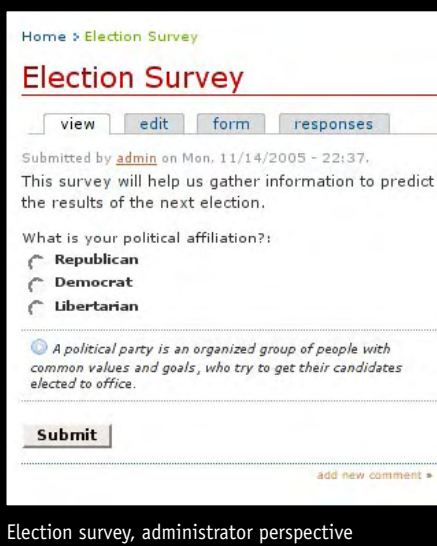 Home > Election Survey
Election Survey
view edit form responses
Submitted by admin on Mon, 11/14/2005 - 22:37.
This survey will help us gather information to predict
the results of the next election.
What is your political affiliation?:
Republican
Democrat
Libertarian
A political party is an organized group of people with
common values and goals, who try to get their candidates
elected to office.
Submit
add new comment »
Election survey, administrator perspective